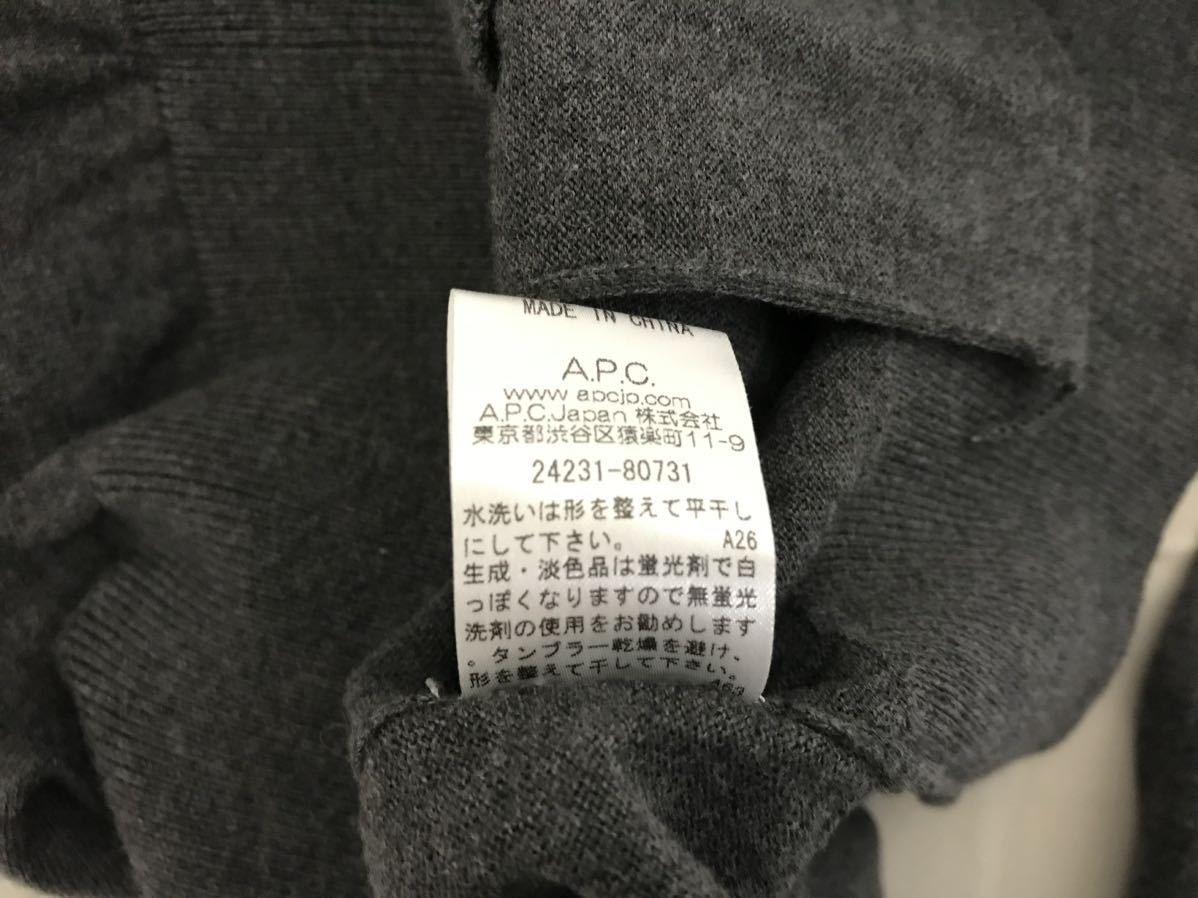 MADE IN CHINA
A.P.C.
www.apcjp.com
A.P.C.Japan 株式会社
東京都渋谷区猿楽町11-9
24231-80731
水洗いは形を整えて平干し
にして下さい。 A26
生成・淡色品は蛍光剤で白
っぽくなりますので無蛍光
洗剤の使用をお勧めします
。タンブラー乾燥を避け、
形を整えて干して下さい。